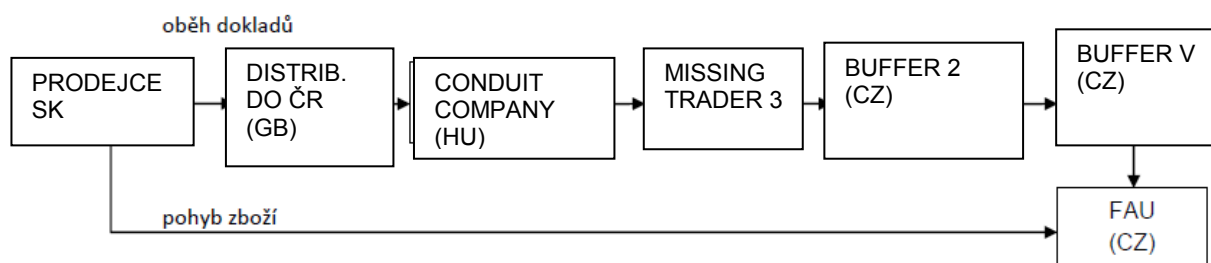 oběh dokladů
PRODEJCE
SK
DISTRIB.
DO ČR
(GB)
CONDUIT
COMPANY
(HU)
MISSING
TRADER 3
BUFFER 2
(CZ)
BUFFER V
(CZ)
pohyb zboží
FAU
(CZ)